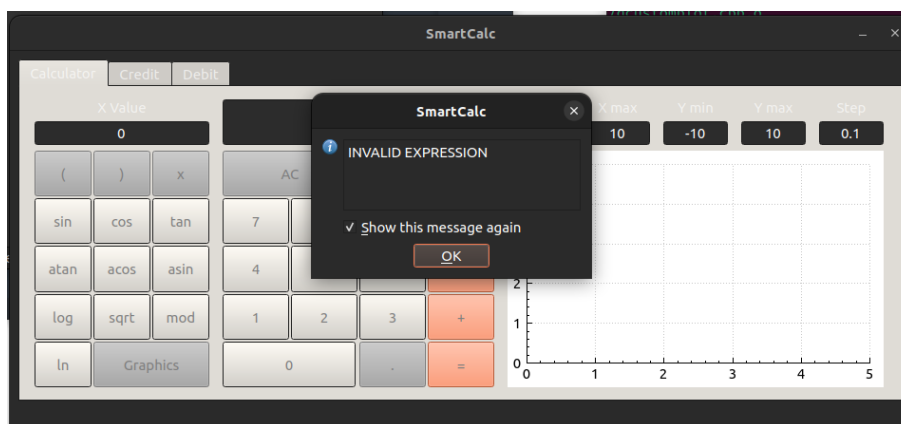 SmartCalc
Calculator Credit Debit
X Value
0
SmartCalc
INVALID EXPRESSION
Show this message again
OK
X max Y min Y max Step
10 -10 10 0.1
( ) x AC
sin cos tan 7
atan acos asin 4
log sqrt mod 1 2 3 +
ln Graphics 0 . =
2
1
0
0 1 2 3 4 5